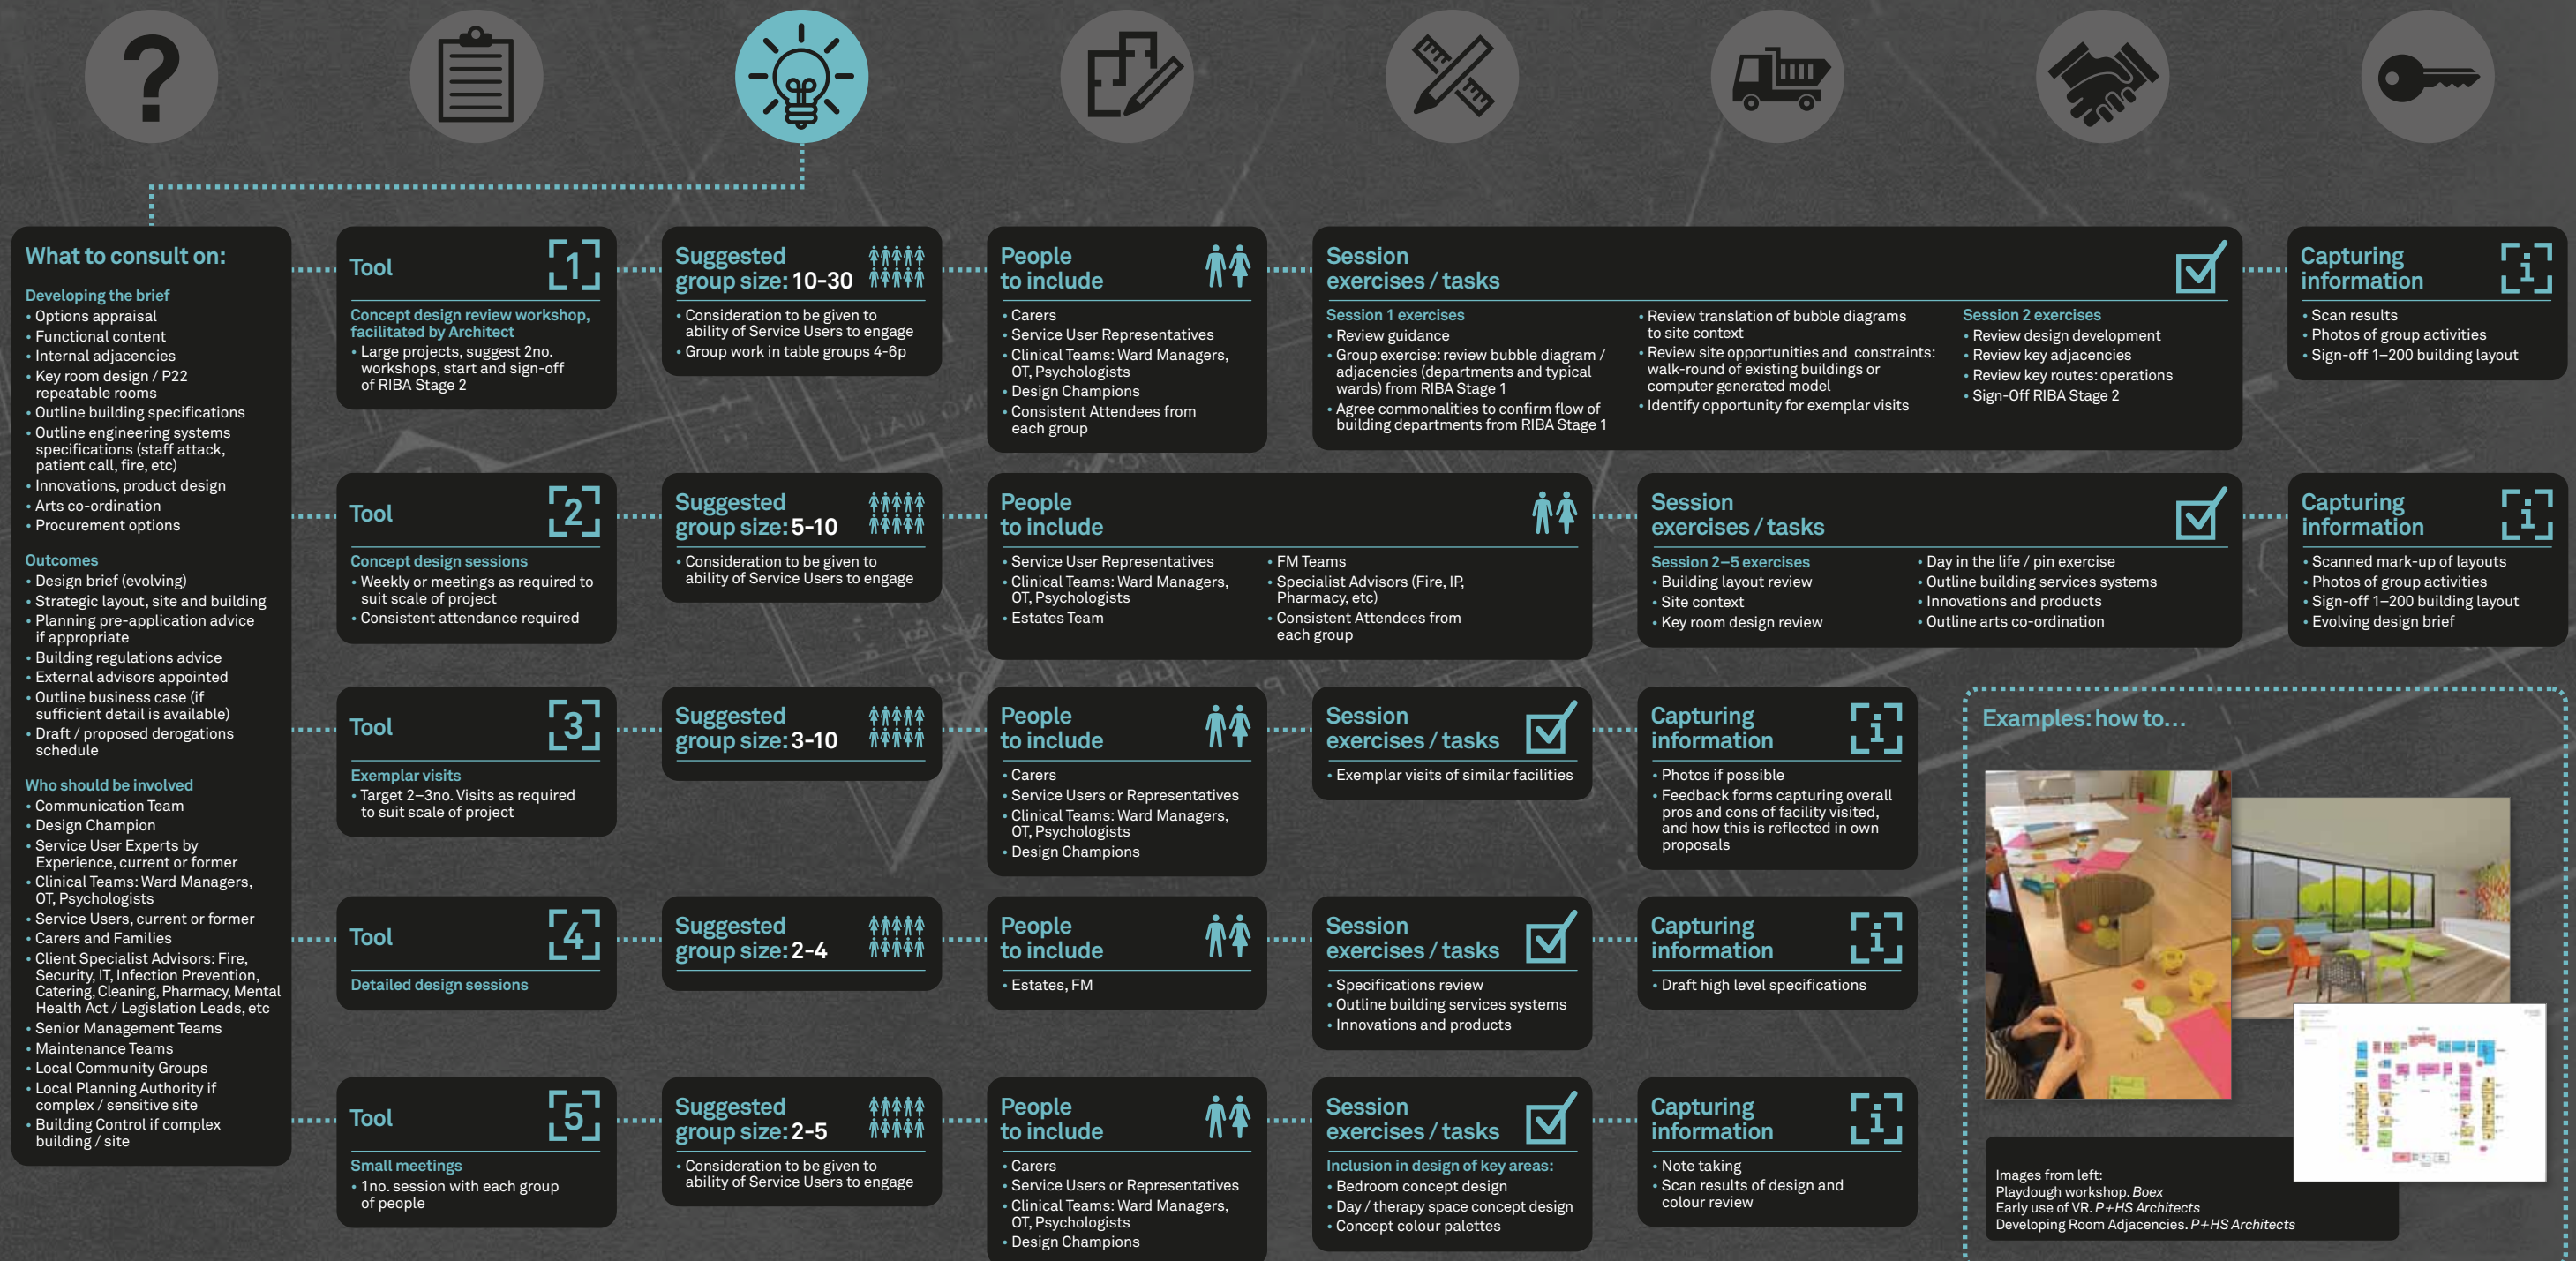 What to consult on:
Developing the brief
• Options appraisal
• Functional content
• Internal adjacencies
• Key room design / P22
repeatable rooms
• Outline building specifications
• Outline engineering systems
specifications (staff attack,
patient call, fire, etc)
• Innovations, product design
• Arts co-ordination
• Procurement options
Outcomes
• Design brief (evolving)
• Strategic layout, site and building
• Planning pre-application advice
if appropriate
• Building regulations advice
• External advisors appointed
• Outline business case (if
sufficient detail is available)
• Draft / proposed derogations
schedule
Who should be involved
• Communication Team
• Design Champion
• Service User Experts by
Experience, current or former
• Clinical Teams: Ward Managers,
OT, Psychologists
• Service Users, current or former
• Carers and Families
• Client Specialist Advisors: Fire,
Security, IT, Infection Prevention,
Catering, Cleaning, Pharmacy, Mental
Health Act / Legislation Leads, etc
• Senior Management Teams
• Maintenance Teams
• Local Community Groups
• Local Planning Authority if
complex / sensitive site
• Building Control if complex
building / site
Tool 1
Concept design review workshop,
facilitated by Architect
• Large projects, suggest 2no.
workshops, start and sign-off
of RIBA Stage 2
Suggested
group size: 10-30
• Consideration to be given to
ability of Service Users to engage
• Group work in table groups 4-6p
People
to include
• Carers
• Service User Representatives
• Clinical Teams: Ward Managers,
OT, Psychologists
• Design Champions
• Consistent Attendees from
each group
Session
exercises / tasks
Session 1 exercises
• Review guidance
• Group exercise: review bubble diagram /
adjacencies (departments and typical
wards) from RIBA Stage 1
• Agree commonalities to confirm flow of
building departments from RIBA Stage 1
• Review translation of bubble diagrams
to site context
• Review site opportunities and constraints:
walk-round of existing buildings or
computer generated model
• Identify opportunity for exemplar visits
Session 2 exercises
• Review design development
• Review key adjacencies
• Review key routes: operations
• Sign-Off RIBA Stage 2
Capturing
information
i
• Scan results
• Photos of group activities
• Sign-off 1–200 building layout
Tool 2
Concept design sessions
• Weekly or meetings as required to
suit scale of project
• Consistent attendance required
Suggested
group size: 5-10
• Consideration to be given to
ability of Service Users to engage
People
to include
• Service User Representatives
• Clinical Teams: Ward Managers,
OT, Psychologists
• Estates Team
• FM Teams
• Specialist Advisors (Fire, IP,
Pharmacy, etc)
• Consistent Attendees from
each group
Session
exercises / tasks
Session 2–5 exercises
• Building layout review
• Site context
• Key room design review
• Day in the life / pin exercise
• Outline building services systems
• Innovations and products
• Outline arts co-ordination
Capturing
information
i
• Scanned mark-up of layouts
• Photos of group activities
• Sign-off 1–200 building layout
• Evolving design brief
Tool 3
Exemplar visits
• Target 2–3no. Visits as required
to suit scale of project
Suggested
group size: 3-10
People
to include
• Carers
• Service Users or Representatives
• Clinical Teams: Ward Managers,
OT, Psychologists
• Design Champions
Session
exercises / tasks
• Exemplar visits of similar facilities
Capturing
information
i
• Photos if possible
• Feedback forms capturing overall
pros and cons of facility visited,
and how this is reflected in own
proposals
Tool 4
Detailed design sessions
Suggested
group size: 2-4
People
to include
• Estates, FM
Session
exercises / tasks
• Specifications review
• Outline building services systems
• Innovations and products
Capturing
information
i
• Draft high level specifications
Tool 5
Small meetings
• 1no. session with each group
of people
Suggested
group size: 2-5
• Consideration to be given to
ability of Service Users to engage
People
to include
• Carers
• Service Users or Representatives
• Clinical Teams: Ward Managers,
OT, Psychologists
• Design Champions
Session
exercises / tasks
Inclusion in design of key areas:
• Bedroom concept design
• Day / therapy space concept design
• Concept colour palettes
Capturing
information
i
• Note taking
• Scan results of design and
colour review
Examples: how to...
Images from left:
Playdough workshop. Boex
Early use of VR. P+HS Architects
Developing Room Adjacencies. P+HS Architects